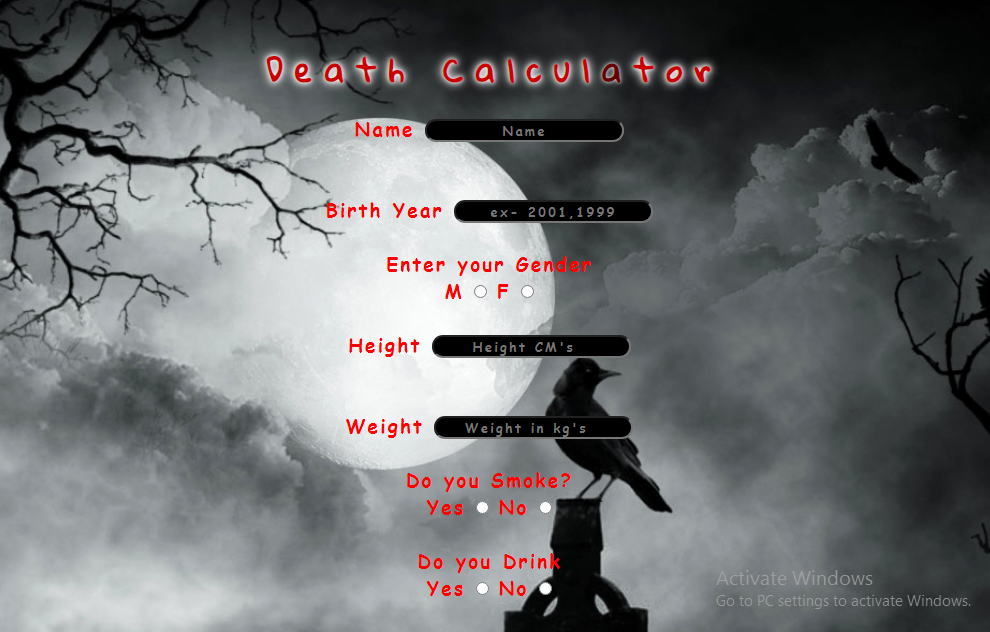 Death Calculator
Name Name
Birth Year ex- 2001,1999
Enter your Gender
M F
Height Height CM's
Weight Weight in kg's
Do you Smoke?
Yes No
Do you Drink
Yes No
Activate Windows
Go to PC settings to activate Windows.